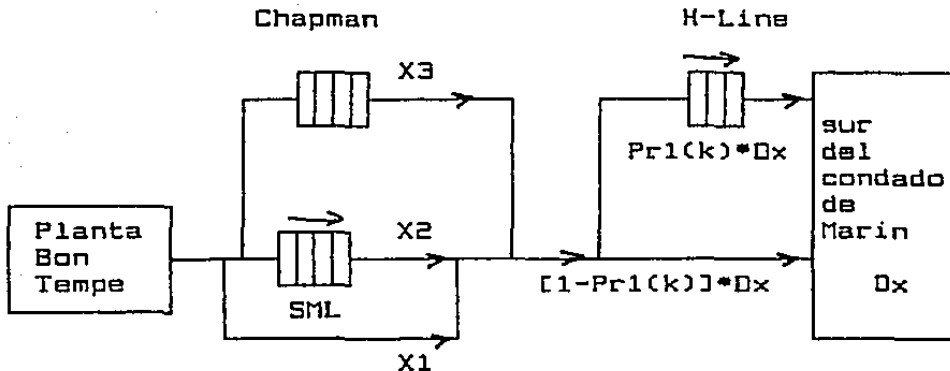 Chapman
H-Line
X3
Pr1(k)*Dx
sur
del
condado
de
Marin
Dx
Planta
Bon
Tempe
X2
SML
[1-Pr1(k)]*Dx
X1